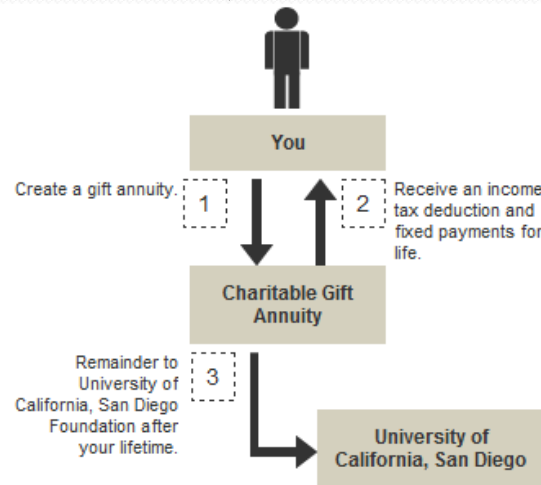 You
Create a gift annuity.
1
2
Receive an income
tax deduction and
fixed payments for
life.
Charitable Gift
Annuity
Remainder to
University of
California, San Diego
Foundation after
your lifetime.
3
University of
California, San Diego